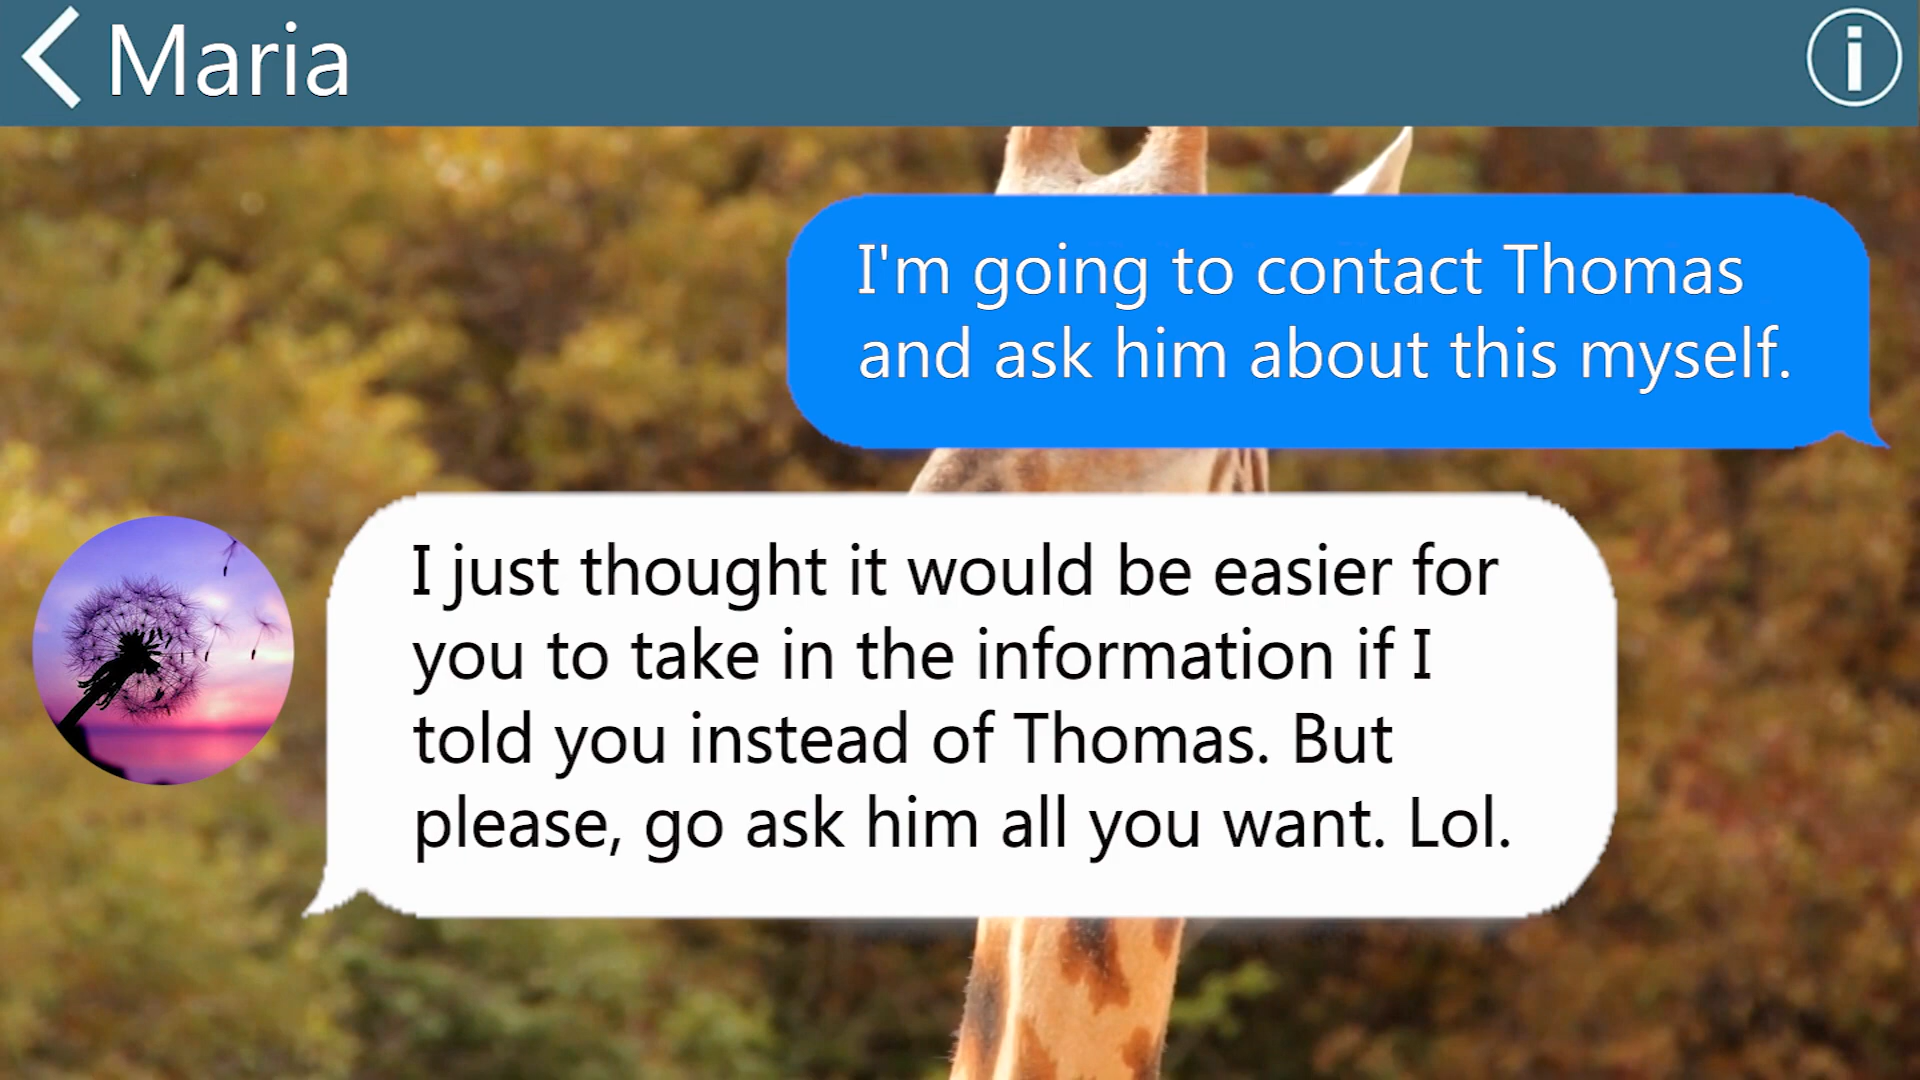 Maria
I'm going to contact Thomas
and ask him about this myself.
I just thought it would be easier for
you to take in the information if I
told you instead of Thomas. But
please, go ask him all you want. Lol.